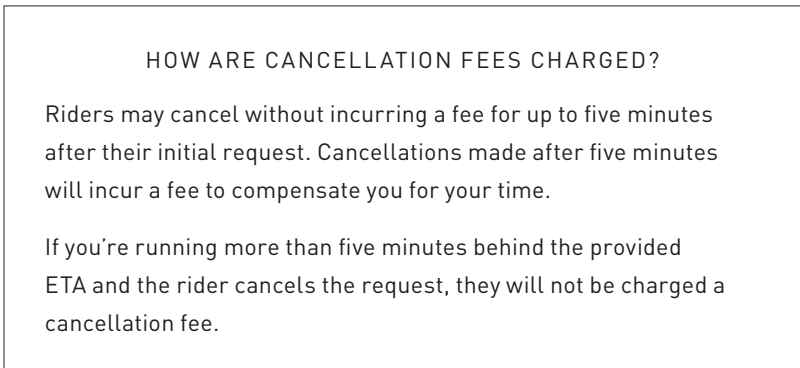 HOW ARE CANCELLATION FEES CHARGED?
Riders may cancel without incurring a fee for up to five minutes
after their initial request. Cancellations made after five minutes
will incur a fee to compensate you for your time.
If you’re running more than five minutes behind the provided
ETA and the rider cancels the request, they will not be charged a
cancellation fee.